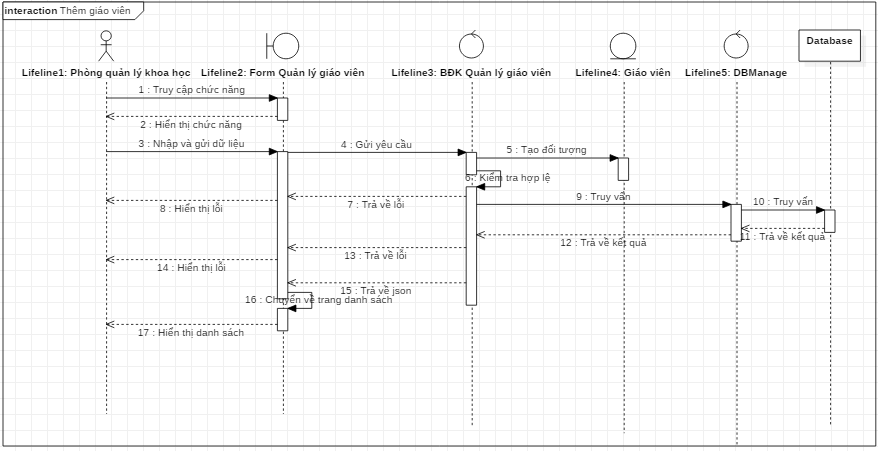 interaction Thêm giáo viên
Database
Lifeline1: Phòng quản lý khoa học
Lifeline2: Form Quản lý giáo viên
Lifeline3: BĐK Quản lý giáo viên
Lifeline4: Giáo viên
Lifeline5: DBManage
1 : Truy cập chức năng
2 : Hiển thị chức năng
3 : Nhập và gửi dữ liệu
4 : Gửi yêu cầu
5 : Tạo đối tượng
6 : Kiểm tra hợp lệ
7 : Trả về lỗi
8 : Hiển thị lỗi
9 : Truy vấn
10 : Truy vấn
11 : Trả về kết quả
12 : Trả về kết quả
13 : Trả về lỗi
14 : Hiển thị lỗi
15 : Trả về json
16 : Chuyển về trang danh sách
17 : Hiển thị danh sách